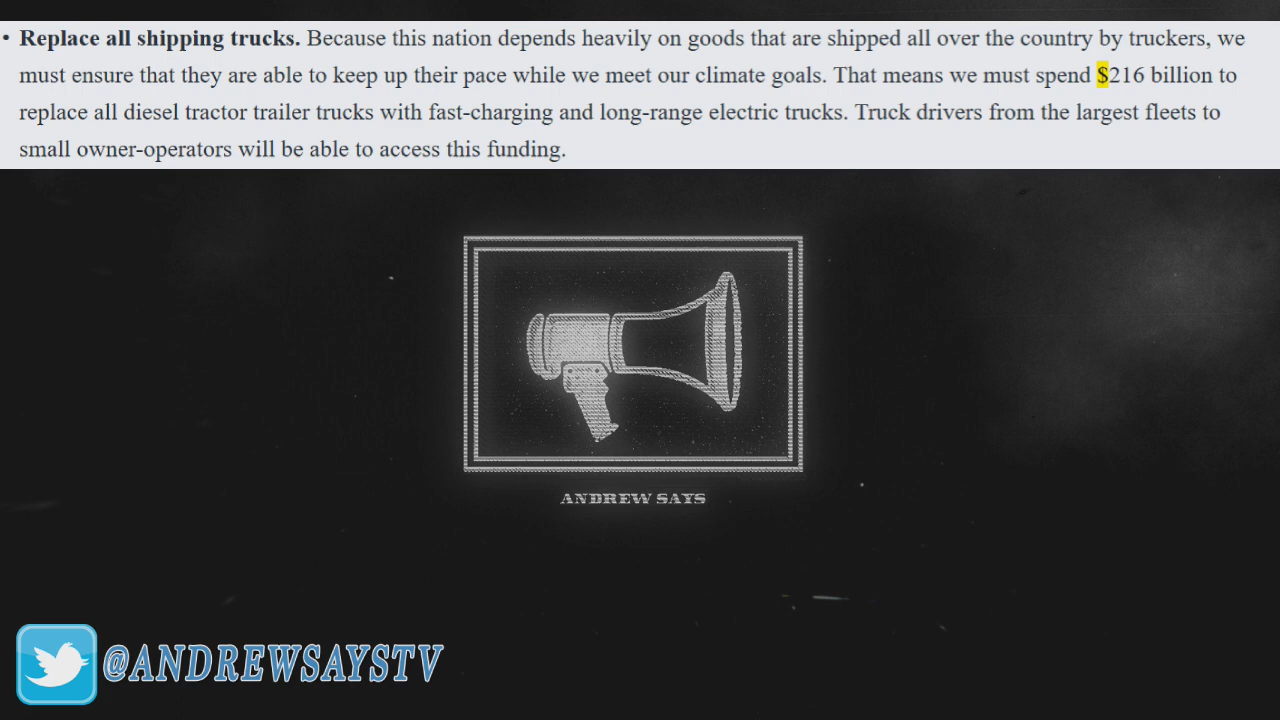 • Replace all shipping trucks. Because this nation depends heavily on goods that are shipped all over the country by truckers, we
must ensure that they are able to keep up their pace while we meet our climate goals. That means we must spend $216 billion to
replace all diesel tractor trailer trucks with fast-charging and long-range electric trucks. Truck drivers from the largest fleets to
small owner-operators will be able to access this funding.
ANDREW SAYS
@ANDREWSAYSTV